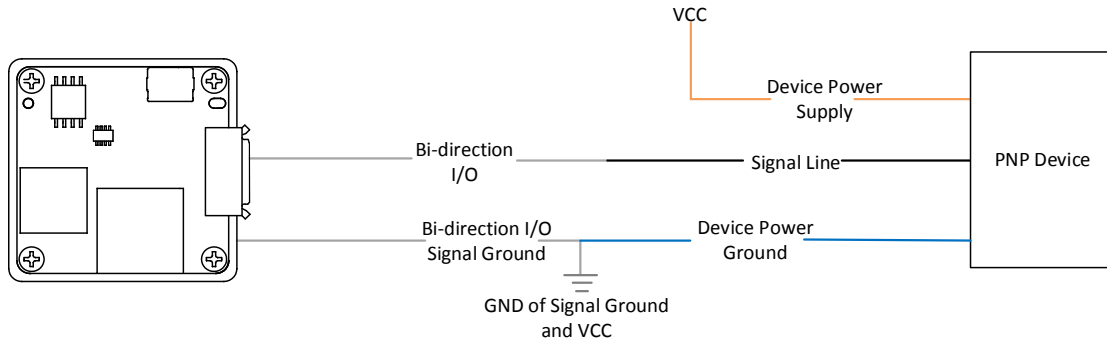 VCC
Device Power
Supply
Bi-direction
I/O
Signal Line
PNP Device
Bi-direction I/O
Signal Ground
Device Power
Ground
GND of Signal Ground
and VCC